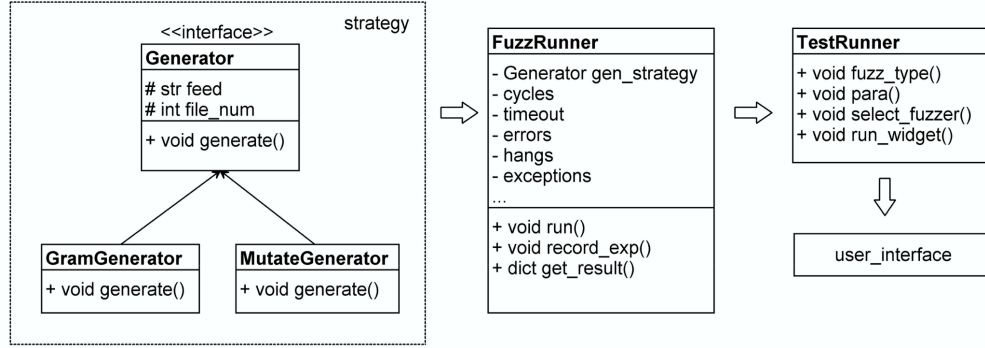 strategy
<<interface>>
Generator
# str feed
# int file_num
+ void generate()
GramGenerator
+ void generate()
MutateGenerator
+ void generate()
FuzzRunner
- Generator gen_strategy
- cycles
- timeout
- errors
- hangs
- exceptions
...
+ void run()
+ void record_exp()
+ dict get_result()
TestRunner
+ void fuzz_type()
+ void para()
+ void select_fuzzer()
+ void run_widget()
user_interface